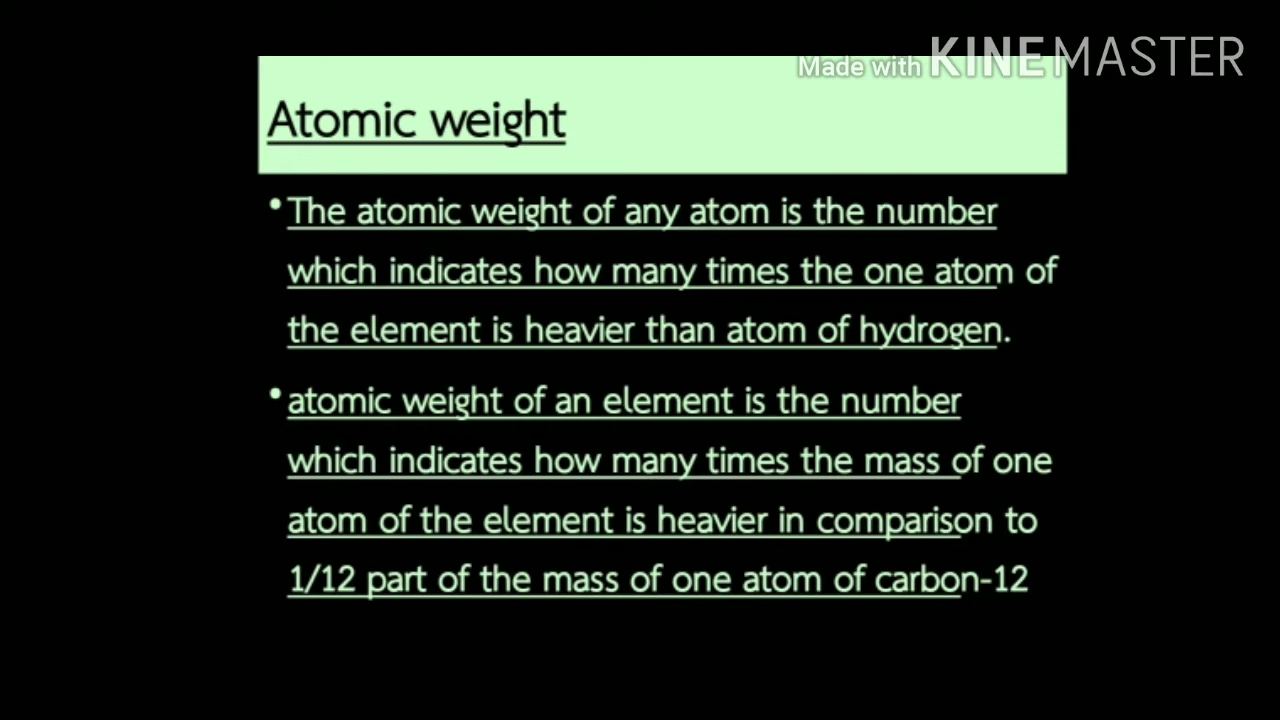 Made with KINEMASTER
Atomic weight
•The atomic weight of any atom is the number
which indicates how many times the one atom of
the element is heavier than atom of hydrogen.
•atomic weight of an element is the number
which indicates how many times the mass of one
atom of the element is heavier in comparison to
1/12 part of the mass of one atom of carbon-12